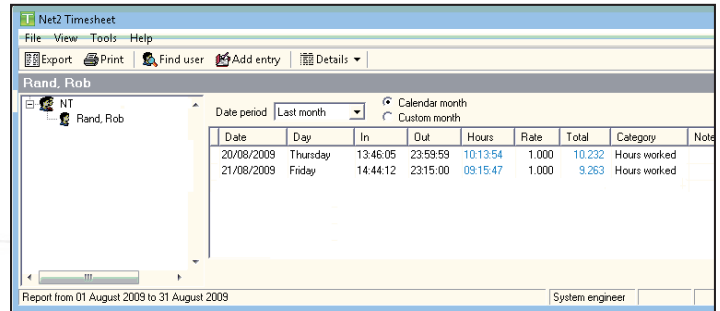 Net2 Timesheet
File View Tools Help
Export Print Find user Add entry Details
Rand, Rob
NT
Rand, Rob
Date period Last month Calendar month
Custom month
Date Day In Out Hours Rate Total Category Note
20/08/2009 Thursday 13:46:05 23:59:59 10:13:54 1.000 10.232 Hours worked
21/08/2009 Friday 14:44:12 23:15:00 09:15:47 1.000 9.263 Hours worked
Report from 01 August 2009 to 31 August 2009 System engineer